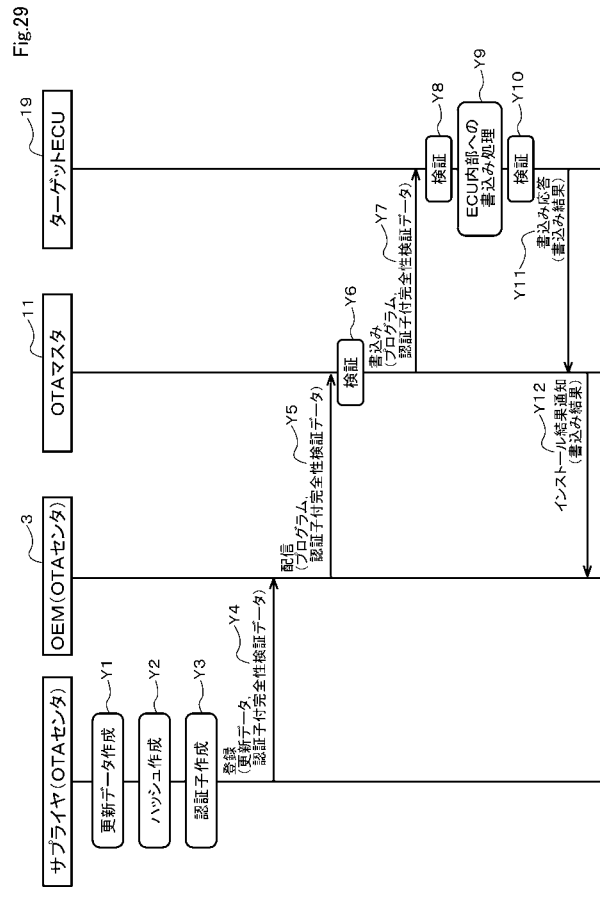 Fig.29
サプライヤ(OTAセンタ)
OEM(OTAセンタ)
3
OTAマスタ
11
ターゲットECU
19
更新データ作成
Y1
ハッシュ作成
Y2
認証子作成
Y3
登録
(更新データ、
認証子付完全性検証データ)
Y4
配信
(プログラム、
認証子付完全性検証データ)
Y5
検証
Y6
書込み
(プログラム、
認証子付完全性検証データ)
Y7
検証
Y8
ECU内部への
書込み処理
Y9
検証
Y10
書込み応答
(書込み結果)
Y11
インストール結果通知
(書込み結果)
Y12